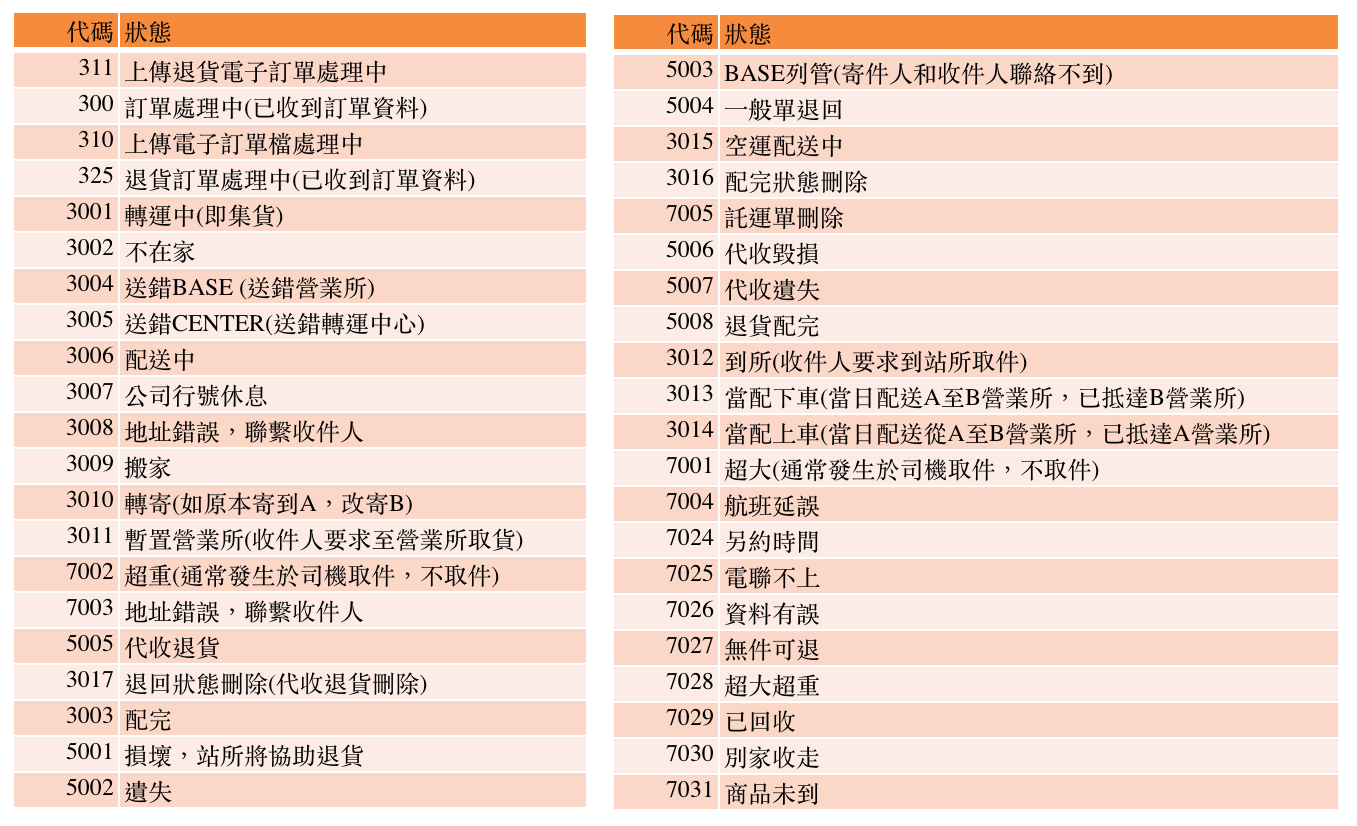 代碼 狀態
311 上傳退貨電子訂單處理中
300 訂單處理中(已收到訂單資料)
310 上傳電子訂單檔處理中
325 退貨訂單處理中(已收到訂單資料)
3001 轉運中(即集貨)
3002 不在家
3004 送錯BASE (送錯營業所)
3005 送錯CENTER(送錯轉運中心)
3006 配送中
3007 公司行號休息
3008 地址錯誤，聯繫收件人
3009 搬家
3010 轉寄(如原本寄到A，改寄B)
3011 暫置營業所(收件人要求至營業所取貨)
7002 超重(通常發生於司機取件，不取件)
7003 地址錯誤，聯繫收件人
5005 代收退貨
3017 退回狀態刪除(代收退貨刪除)
3003 配完
5001 損壞，站所將協助退貨
5002 遺失
代碼 狀態
5003 BASE列管(寄件人和收件人聯絡不到)
5004 一般單退回
3015 空運配送中
3016 配完狀態刪除
7005 託運單刪除
5006 代收毀損
5007 代收遺失
5008 退貨配完
3012 到所(收件人要求到站所取件)
3013 當配下車(當日配送A至B營業所，已抵達B營業所)
3014 當配上車(當日配送從A至B營業所，已抵達A營業所)
7001 超大(通常發生於司機取件，不取件)
7004 航班延誤
7024 另約時間
7025 電聯不上
7026 資料有誤
7027 無件可退
7028 超大超重
7029 已回收
7030 別家收走
7031 商品未到